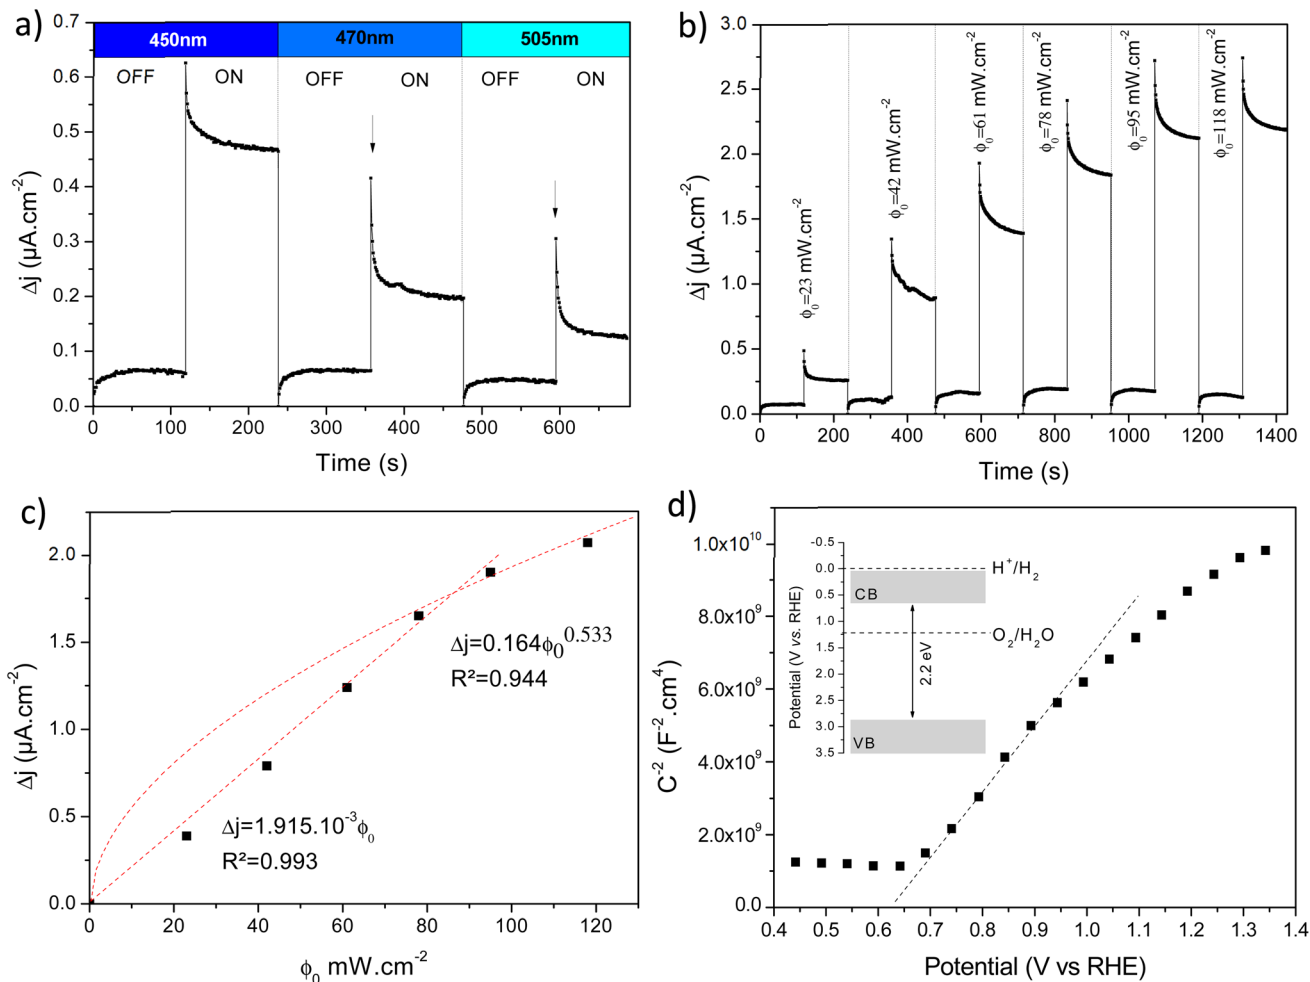 a)
450nm
470nm
505nm
OFF
ON
OFF
ON
OFF
ON
0.7
0.6
0.5
0.4
0.3
0.2
0.1
0.0
Δj (µA.cm⁻²)
0
100
200
300
400
500
600
Time (s)
b)
3.0
2.5
2.0
1.5
1.0
0.5
0.0
Δj (µA.cm⁻²)
ϕ₀=23 mW.cm⁻²
ϕ₀=42 mW.cm⁻²
ϕ₀=61 mW.cm⁻²
ϕ₀=78 mW.cm⁻²
ϕ₀=95 mW.cm⁻²
ϕ₀=118 mW.cm⁻²
0
200
400
600
800
1000
1200
1400
Time (s)
c)
2.0
1.5
1.0
0.5
0.0
Δj (µA.cm⁻²)
Δj=0.164ϕ₀^0.533
R²=0.944
Δj=1.915.10⁻³ϕ₀
R²=0.993
0
20
40
60
80
100
120
ϕ₀ mW.cm⁻²
d)
1.0x10¹⁰
8.0x10⁹
6.0x10⁹
4.0x10⁹
2.0x10⁹
0.0
C⁻² (F⁻².cm⁴)
-0.5
0.0
0.5
1.0
1.5
2.0
2.5
3.0
3.5
Potential (V vs. RHE)
H⁺/H₂
CB
O₂/H₂O
2.2 eV
VB
0.4
0.5
0.6
0.7
0.8
0.9
1.0
1.1
1.2
1.3
1.4
Potential (V vs RHE)